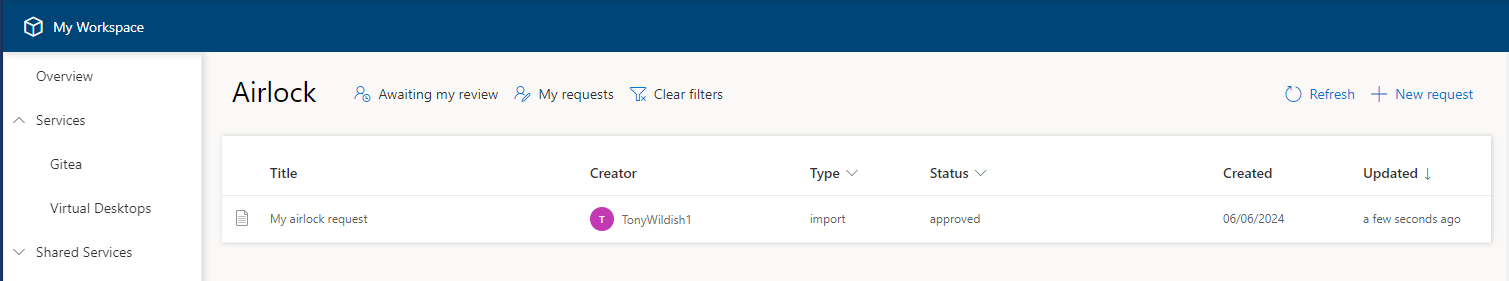 My Workspace
Overview
Services
Gitea
Virtual Desktops
Shared Services
Airlock Awaiting my review My requests Clear filters Refresh New request
Title Creator Type Status Created Updated
My airlock request T TonyWildish1 import approved 06/06/2024 a few seconds ago